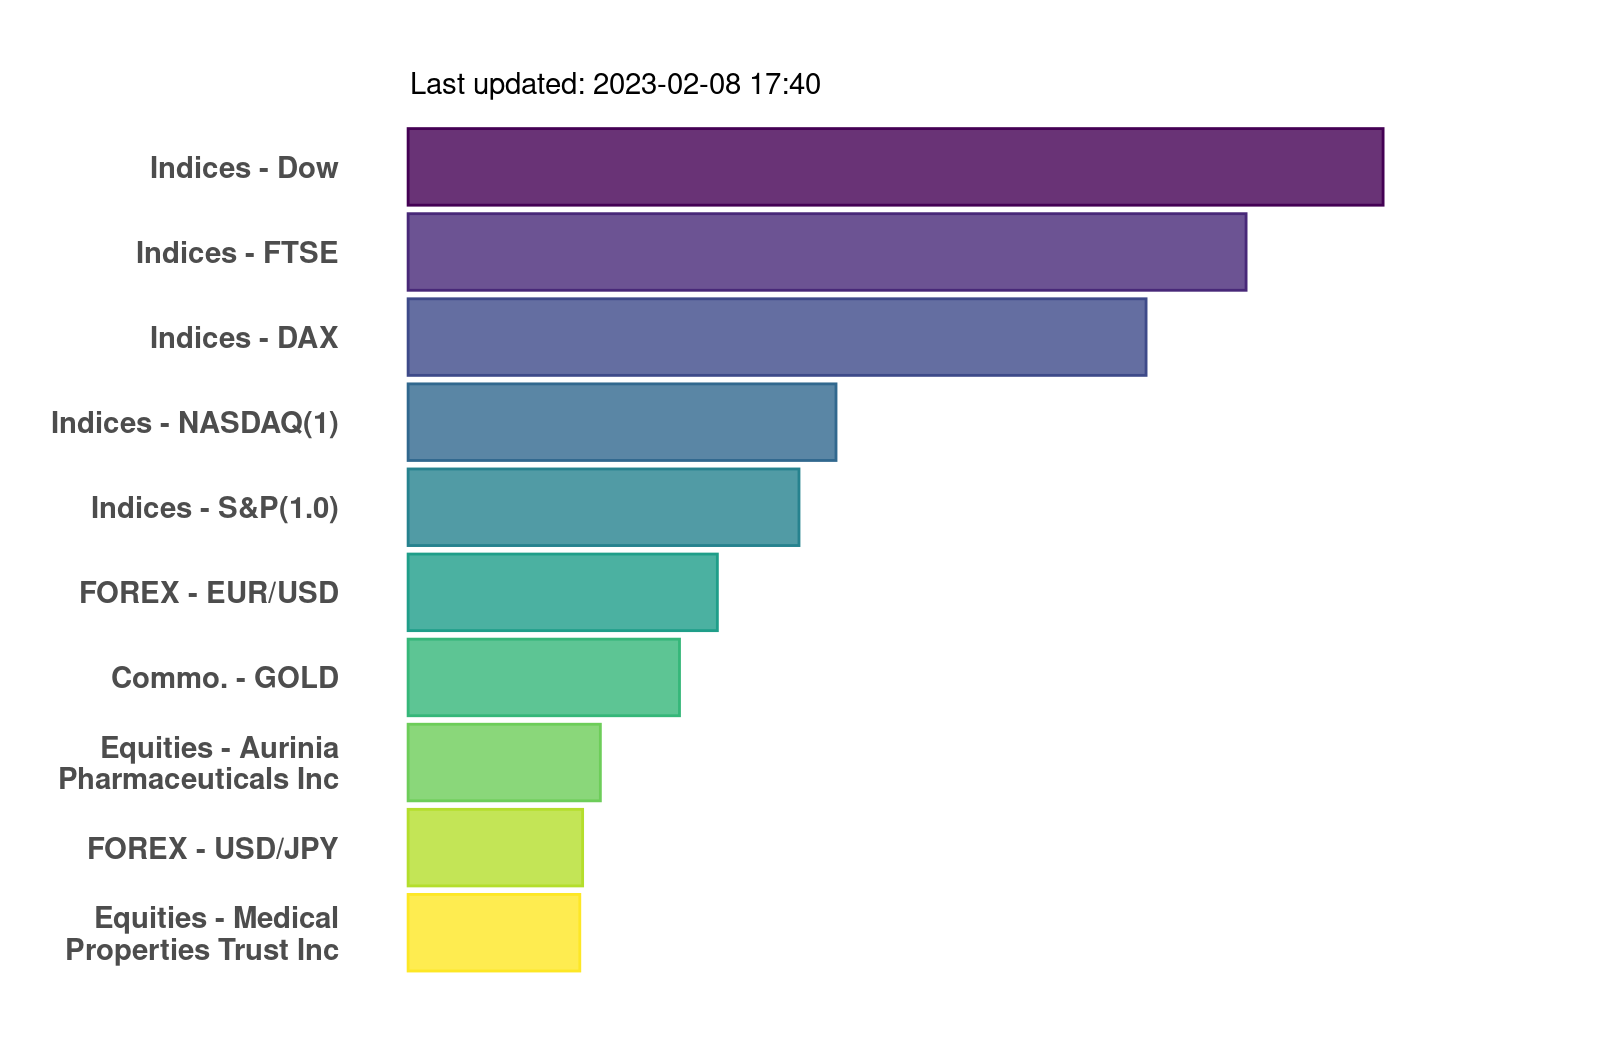 Last updated: 2023-02-08 17:40
Indices - Dow
Indices - FTSE
Indices - DAX
Indices - NASDAQ(1)
Indices - S&P(1.0)
FOREX - EUR/USD
Commo. - GOLD
Equities - Aurinia
Pharmaceuticals Inc
FOREX - USD/JPY
Equities - Medical
Properties Trust Inc